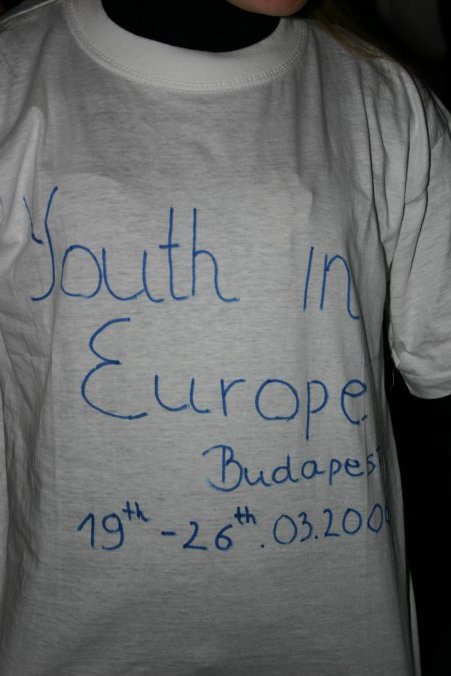 Youth in
Europe
Budapest
19th - 26th . 03.200